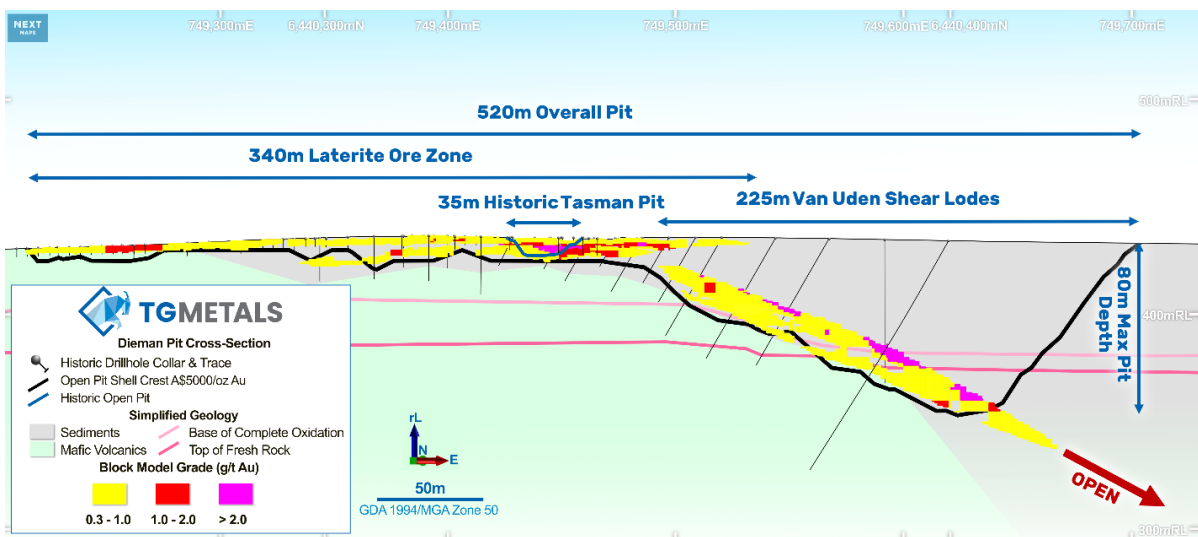 NEXT
MAPS
749,300mE
6,440,300mN
749,400mE
749,500mE
749,600mE
6,440,400mN
749,700mE
500mRL
520m Overall Pit
340m Laterite Ore Zone
35m Historic Tasman Pit
225m Van Uden Shear Lodes
80m Max Pit
Depth
400mRL
TGMETALS
Dieman Pit Cross-Section
Historic Drillhole Collar & Trace
Open Pit Shell Crest A$5000/oz Au
Historic Open Pit
Simplified Geology
Sediments
Base of Complete Oxidation
Mafic Volcanics
Top of Fresh Rock
Block Model Grade (g/t Au)
0.3 - 1.0
1.0 - 2.0
> 2.0
rL
N
E
50m
GDA 1994/MGA Zone 50
OPEN
300mRL